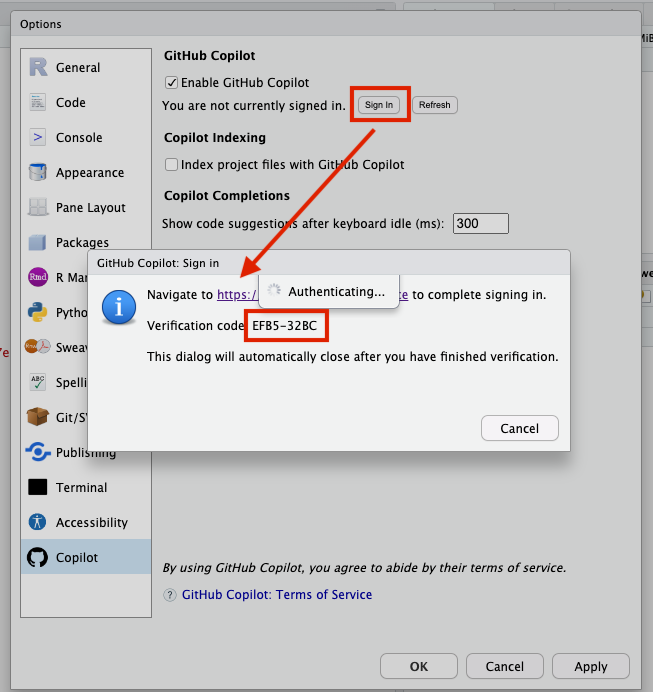 Options
General
Code
Console
Appearance
Pane Layout
Packages
Rmd R Mar
Pytho
Sweav
ABC Spelli
Git/SV
Publishing
Terminal
Accessibility
Copilot
GitHub Copilot
Enable GitHub Copilot
You are not currently signed in. Sign In Refresh
Copilot Indexing
Index project files with GitHub Copilot
Copilot Completions
Show code suggestions after keyboard idle (ms): 300
GitHub Copilot: Sign in
Navigate to https:/ Authenticating... to complete signing in.
Verification code EFB5-32BC
This dialog will automatically close after you have finished verification.
Cancel
By using GitHub Copilot, you agree to abide by their terms of service.
? GitHub Copilot: Terms of Service
OK Cancel Apply